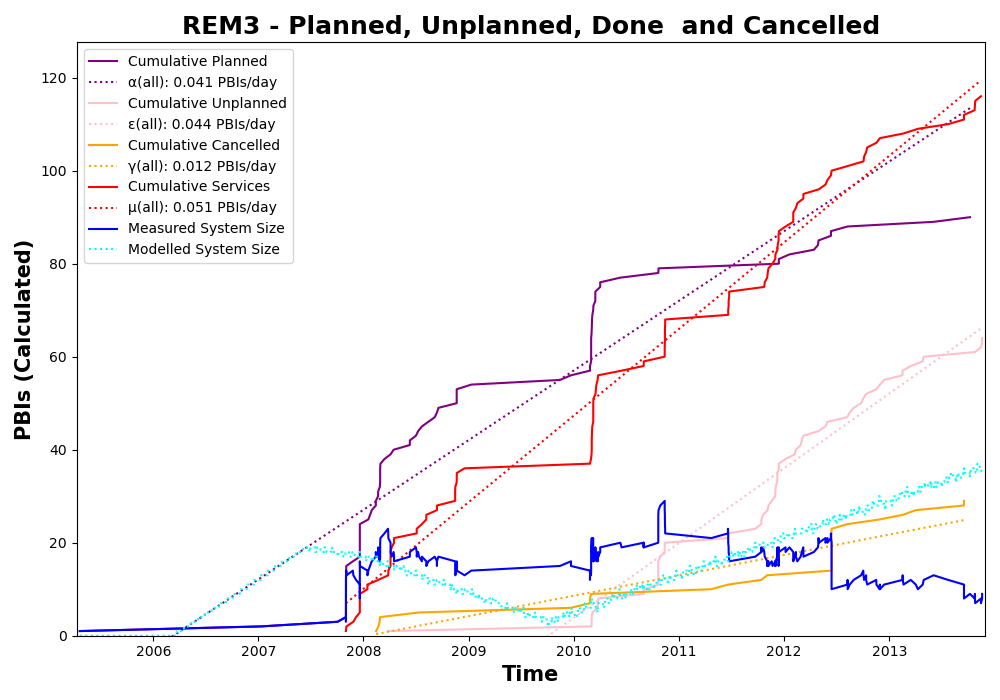 REM3 - Planned, Unplanned, Done  and Cancelled
PBIs (Calculated)
120
100
80
60
40
20
0
Cumulative Planned
α(all): 0.041 PBIs/day
Cumulative Unplanned
ε(all): 0.044 PBIs/day
Cumulative Cancelled
γ(all): 0.012 PBIs/day
Cumulative Services
μ(all): 0.051 PBIs/day
Measured System Size
Modelled System Size
2006 2007 2008 2009 2010 2011 2012 2013
Time